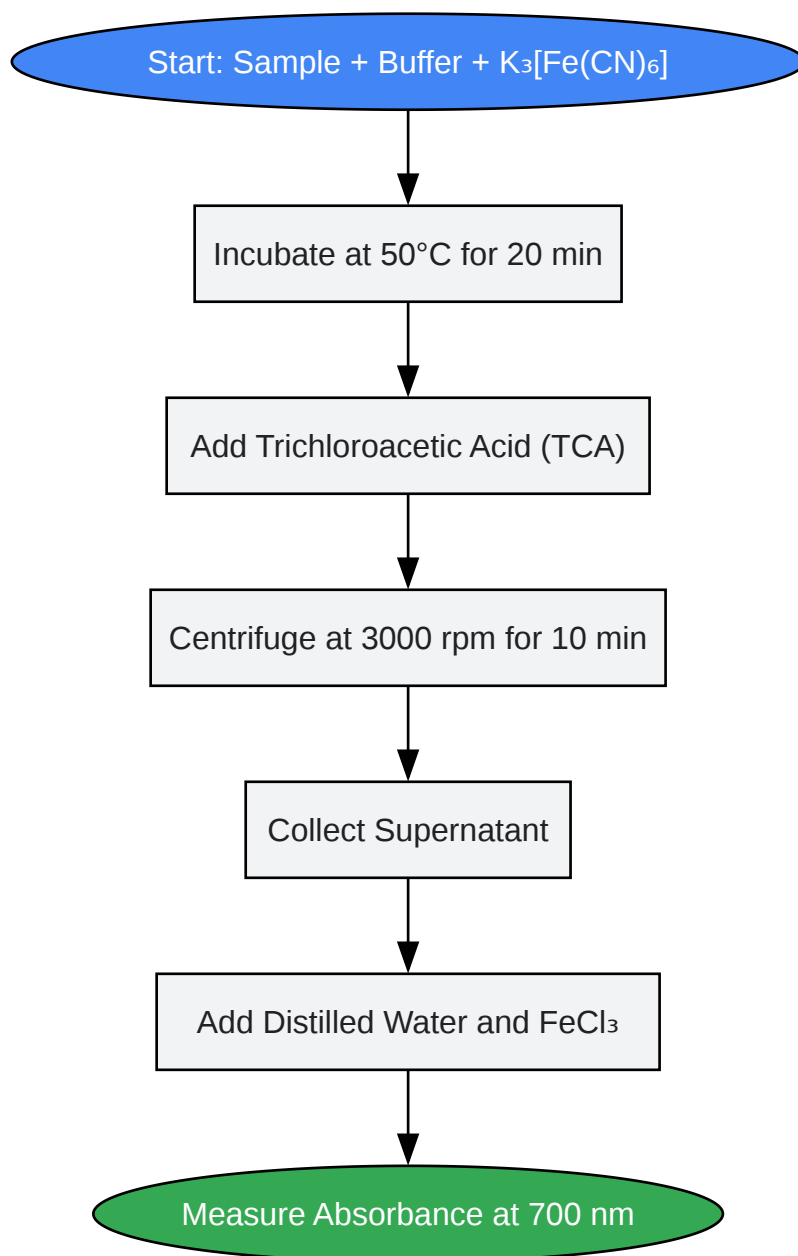 Start: Sample + Buffer + K₃[Fe(CN)₆]
Incubate at 50°C for 20 min
Add Trichloroacetic Acid (TCA)
Centrifuge at 3000 rpm for 10 min
Collect Supernatant
Add Distilled Water and FeCl₃
Measure Absorbance at 700 nm